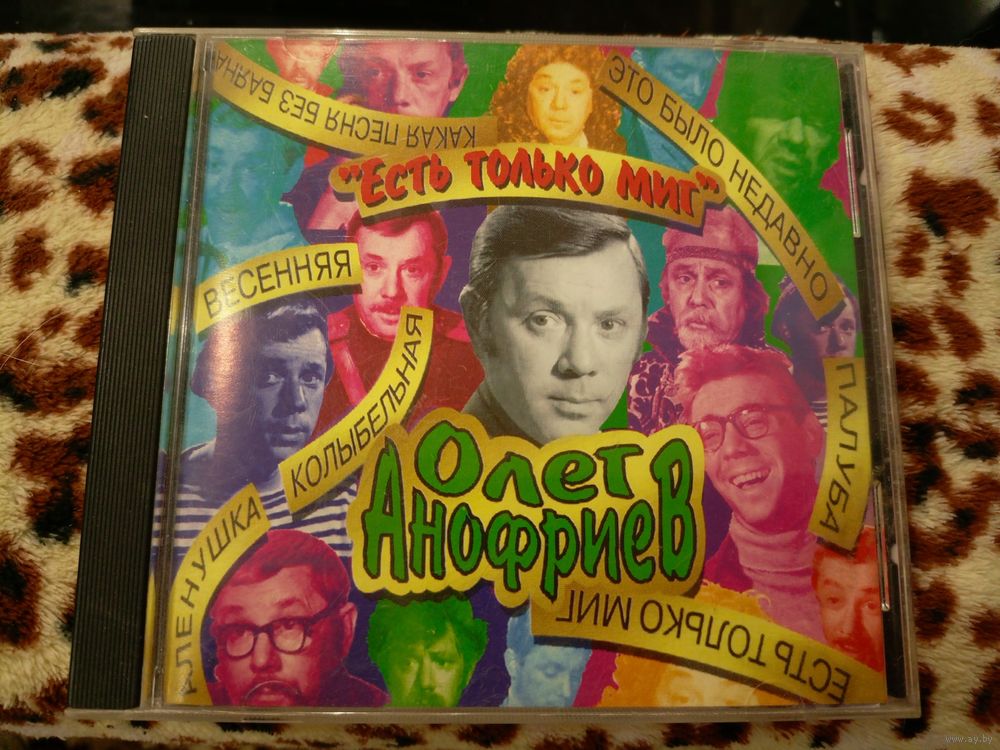 КАКАЯ ПЕСНЯ БЕЗ БАЯНА
ЭТО БЫЛО НЕДАВНО
"ЕСТЬ ТОЛЬКО МИГ"
ВЕСЕННЯЯ
КОЛЫБЕЛЬНАЯ
ПАЛУБА
ОЛЕГ
АНОФРИЕВ
АЛЕНУШКА
ЕСТЬ ТОЛЬКО МИГ
www.ay.by